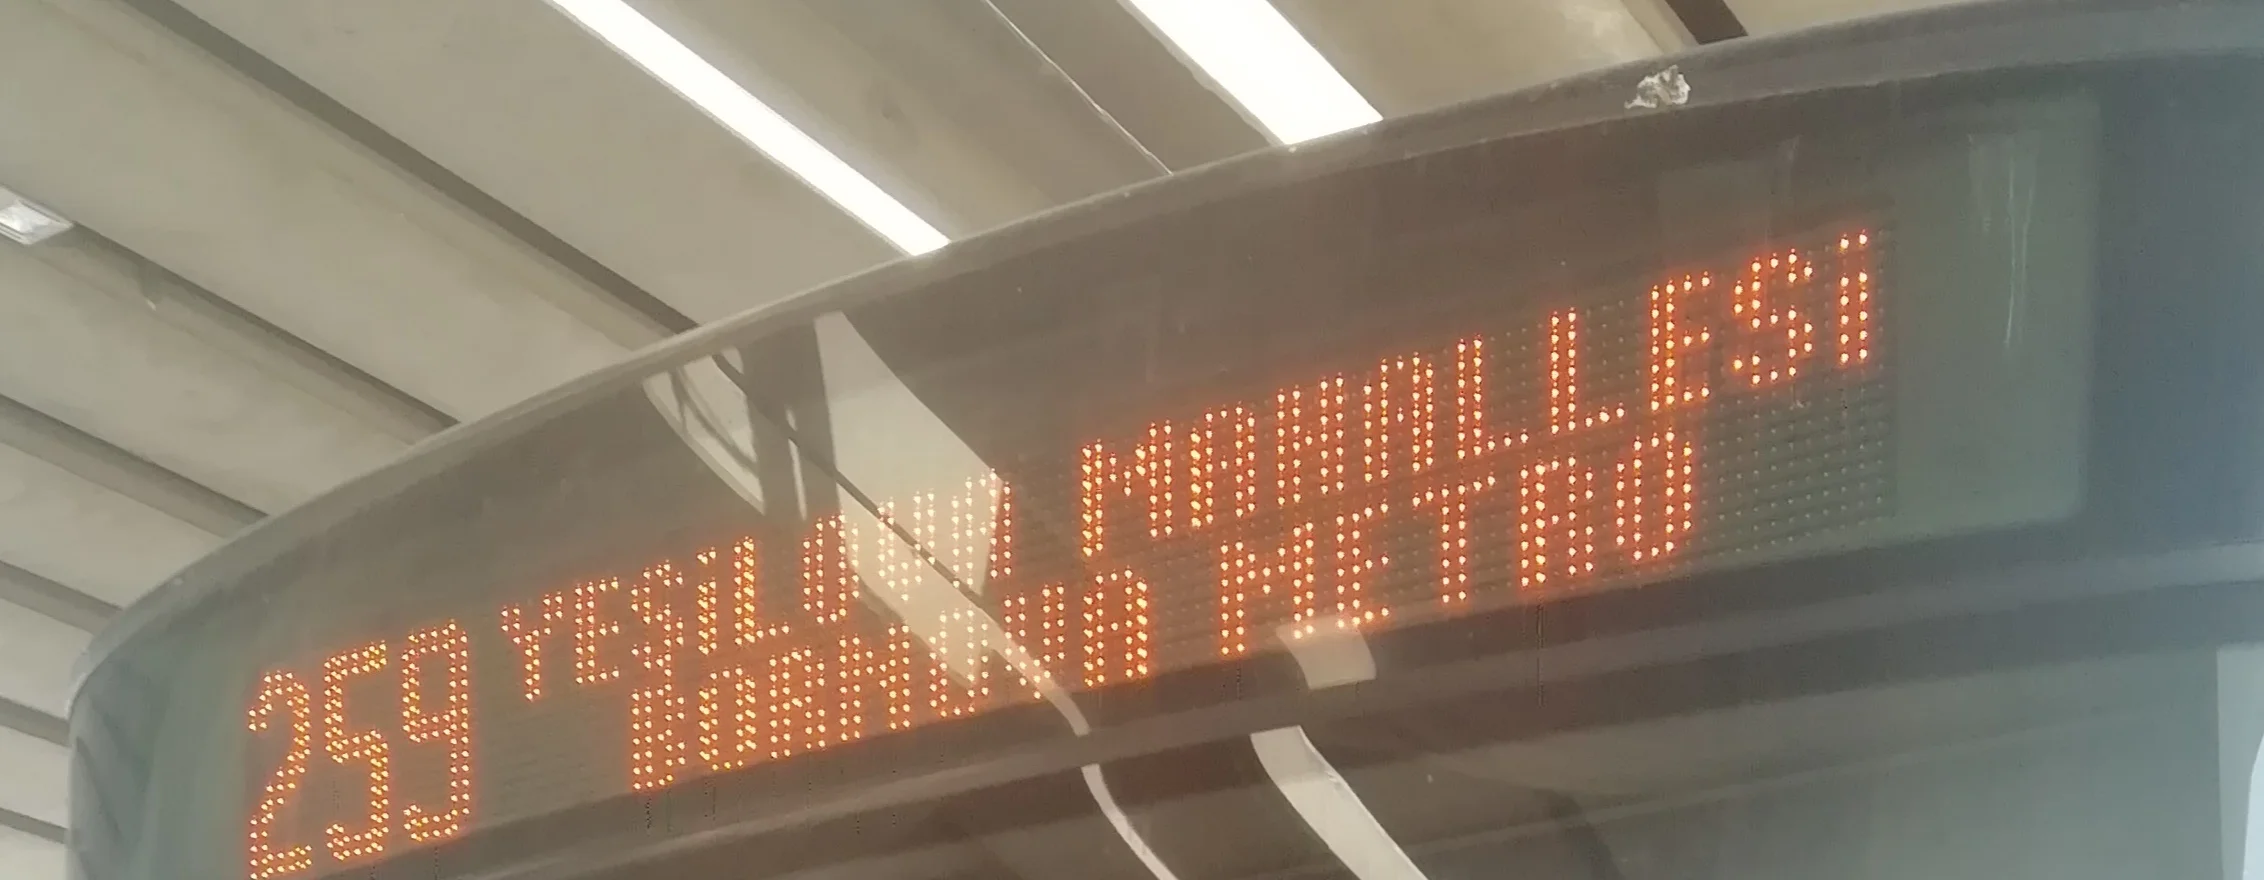 259 YEŞİLOVA MAHALLESİ
BORNOVA METRO